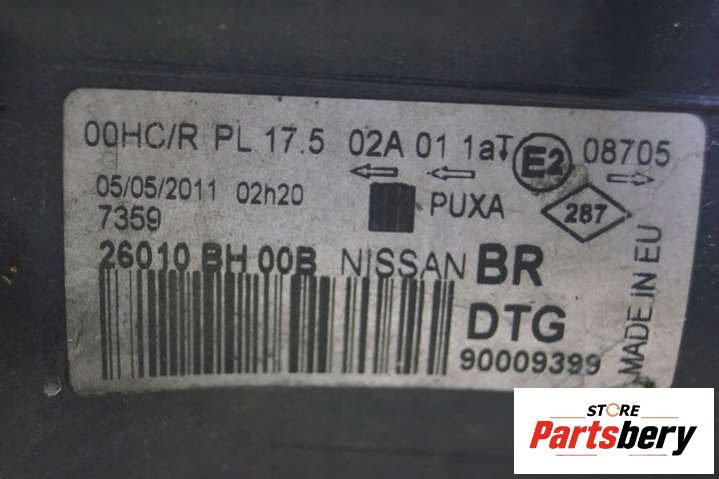 00HC/R PL 17.5 02A 01 1aT E2 08705
05/05/2011 02h20
7359
PUXA
287
26010 BH 00B NISSAN BR
DTG
90009399
MADE IN EU
STORE
Partsbery